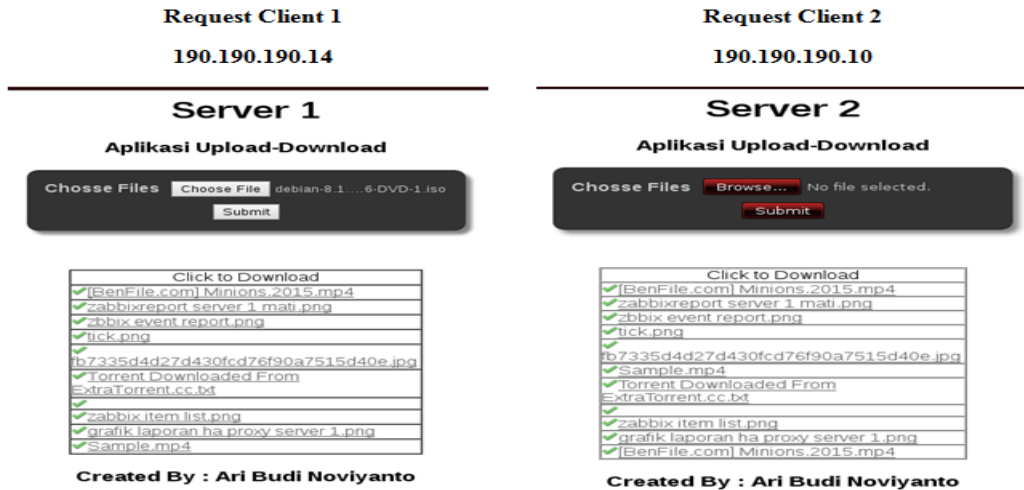 Request Client 1
190.190.190.14
Server 1
Aplikasi Upload-Download
Chosse Files Choose File debian-8.1....6-DVD-1.iso
Submit
Click to Download
[BenFile.com] Minions.2015.mp4
zabbixreport server 1 mati.png
zbbix event report.png
tick.png
fb7335d4d27d430fcd76f90a7515d40e.jpg
Torrent Downloaded From
ExtraTorrent.cc.txt
zabbix item list.png
grafik laporan ha proxy server 1.png
Sample.mp4
Created By : Ari Budi Noviyanto
Request Client 2
190.190.190.10
Server 2
Aplikasi Upload-Download
Chosse Files Browse... No file selected.
Submit
Click to Download
[BenFile.com] Minions.2015.mp4
zabbixreport server 1 mati.png
zbbix event report.png
tick.png
fb7335d4d27d430fcd76f90a7515d40e.jpg
Sample.mp4
Torrent Downloaded From
ExtraTorrent.cc.txt
zabbix item list.png
grafik laporan ha proxy server 1.png
[BenFile.com] Minions.2015.mp4
Created By : Ari Budi Noviyanto